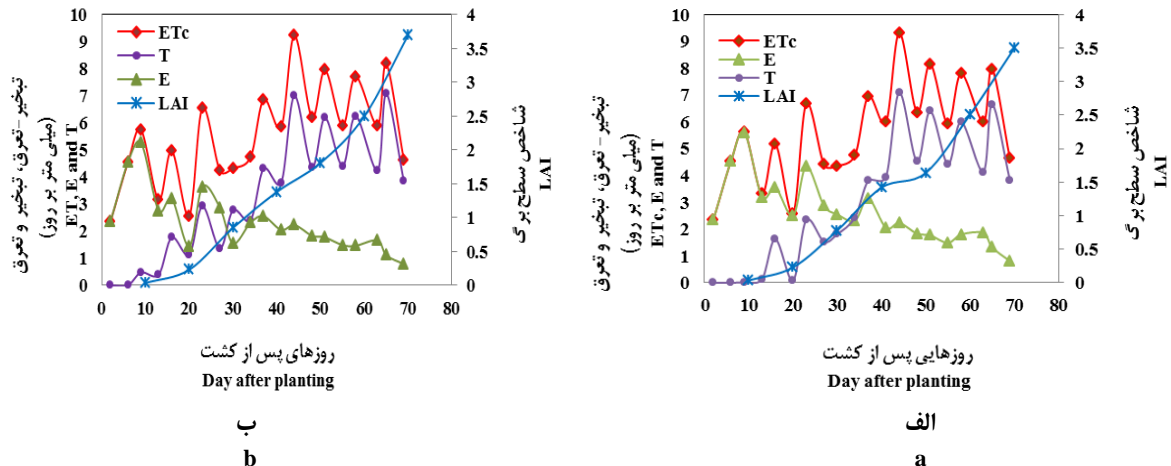 10
9
8
7
6
5
4
3
2
1
0
4
3.5
3
2.5
2
1.5
1
0.5
0
0 10 20 30 40 50 60 70 80
ETc
T
E
LAI
تبخیر-تعرق، تبخیر و تعرق
(میلی متر بر روز)
ET, E, and T
شاخص سطح برگ
LAI
روزهای پس از کشت
Day after planting
ب
b
10
9
8
7
6
5
4
3
2
1
0
4
3.5
3
2.5
2
1.5
1
0.5
0
0 10 20 30 40 50 60 70 80
ETc
E
T
LAI
تبخیر – تعرق، تبخیر و تعرق
(میلی متر بر روز)
ETc, E and T
شاخص سطح برگ
LAI
روزهایی پس از کشت
Day after planting
الف
a